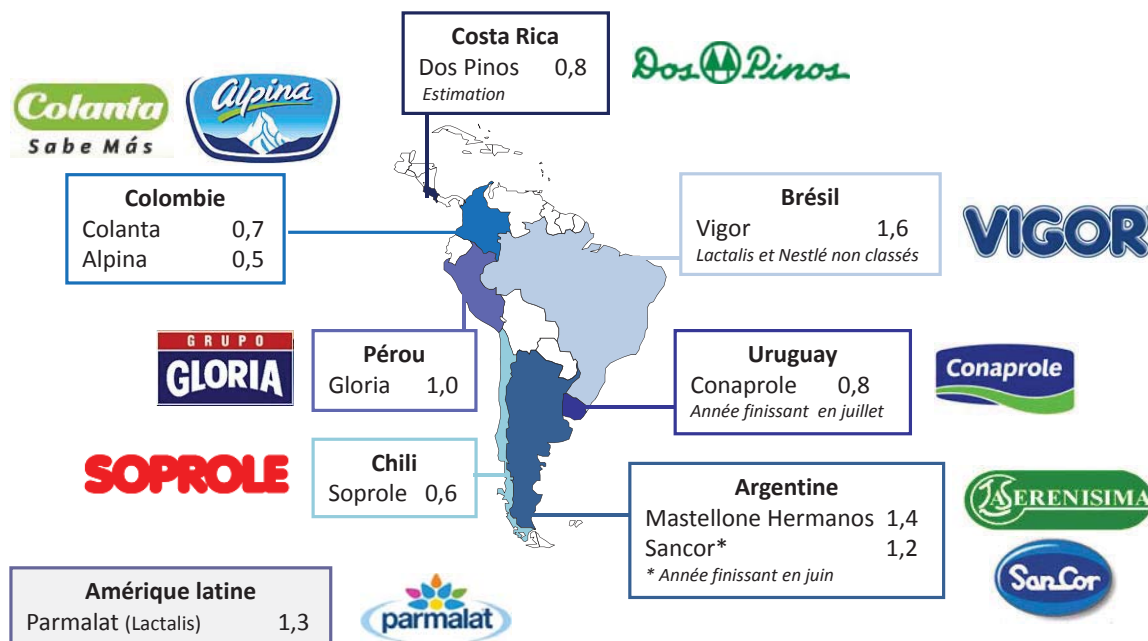 Costa Rica
Dos Pinos 0,8
Estimation
Dos Pinos
Colanta
Sabe Más
alpina
Colombie
Colanta 0,7
Alpina 0,5
Brésil
Vigor 1,6
Lactalis et Nestlé non classés
VIGOR
GRUPO
GLORIA
Pérou
Gloria 1,0
Uruguay
Conaprole 0,8
Année finissant en juillet
Conaprole
SOPROLE
Chili
Soprole 0,6
Argentine
Mastellone Hermanos 1,4
Sancor* 1,2
* Année finissant en juin
LA SERENISIMA
SanCor
Amérique latine
Parmalat (Lactalis) 1,3
parmalat